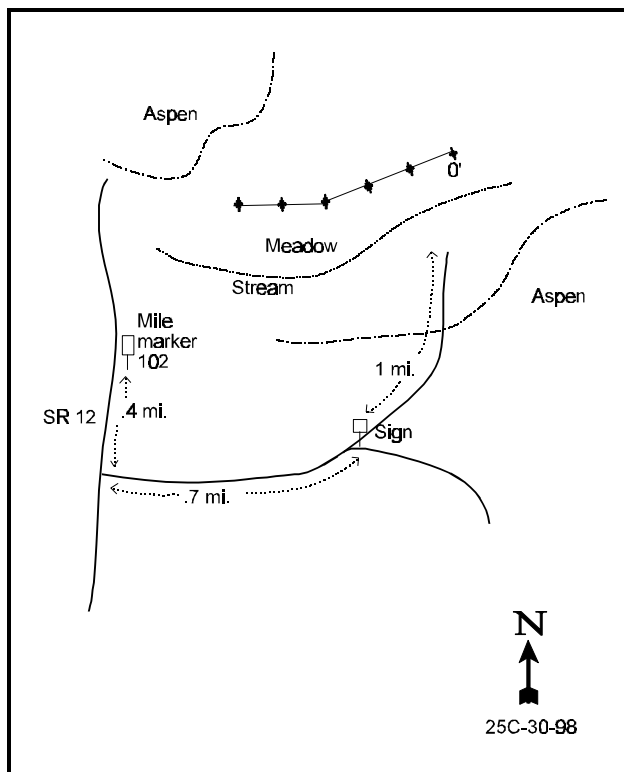 Aspen
0'
Meadow
Stream
Aspen
Mile
marker
102
1 mi.
SR 12
.4 mi.
Sign
.7 mi.
N
25C-30-98